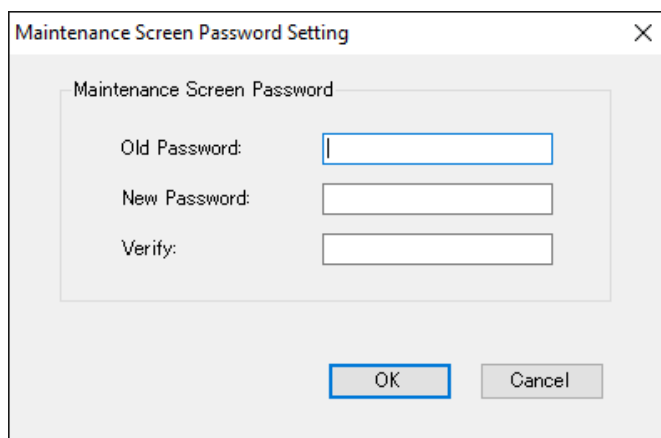 Maintenance Screen Password Setting
Maintenance Screen Password
Old Password:
New Password:
Verify:
OK Cancel